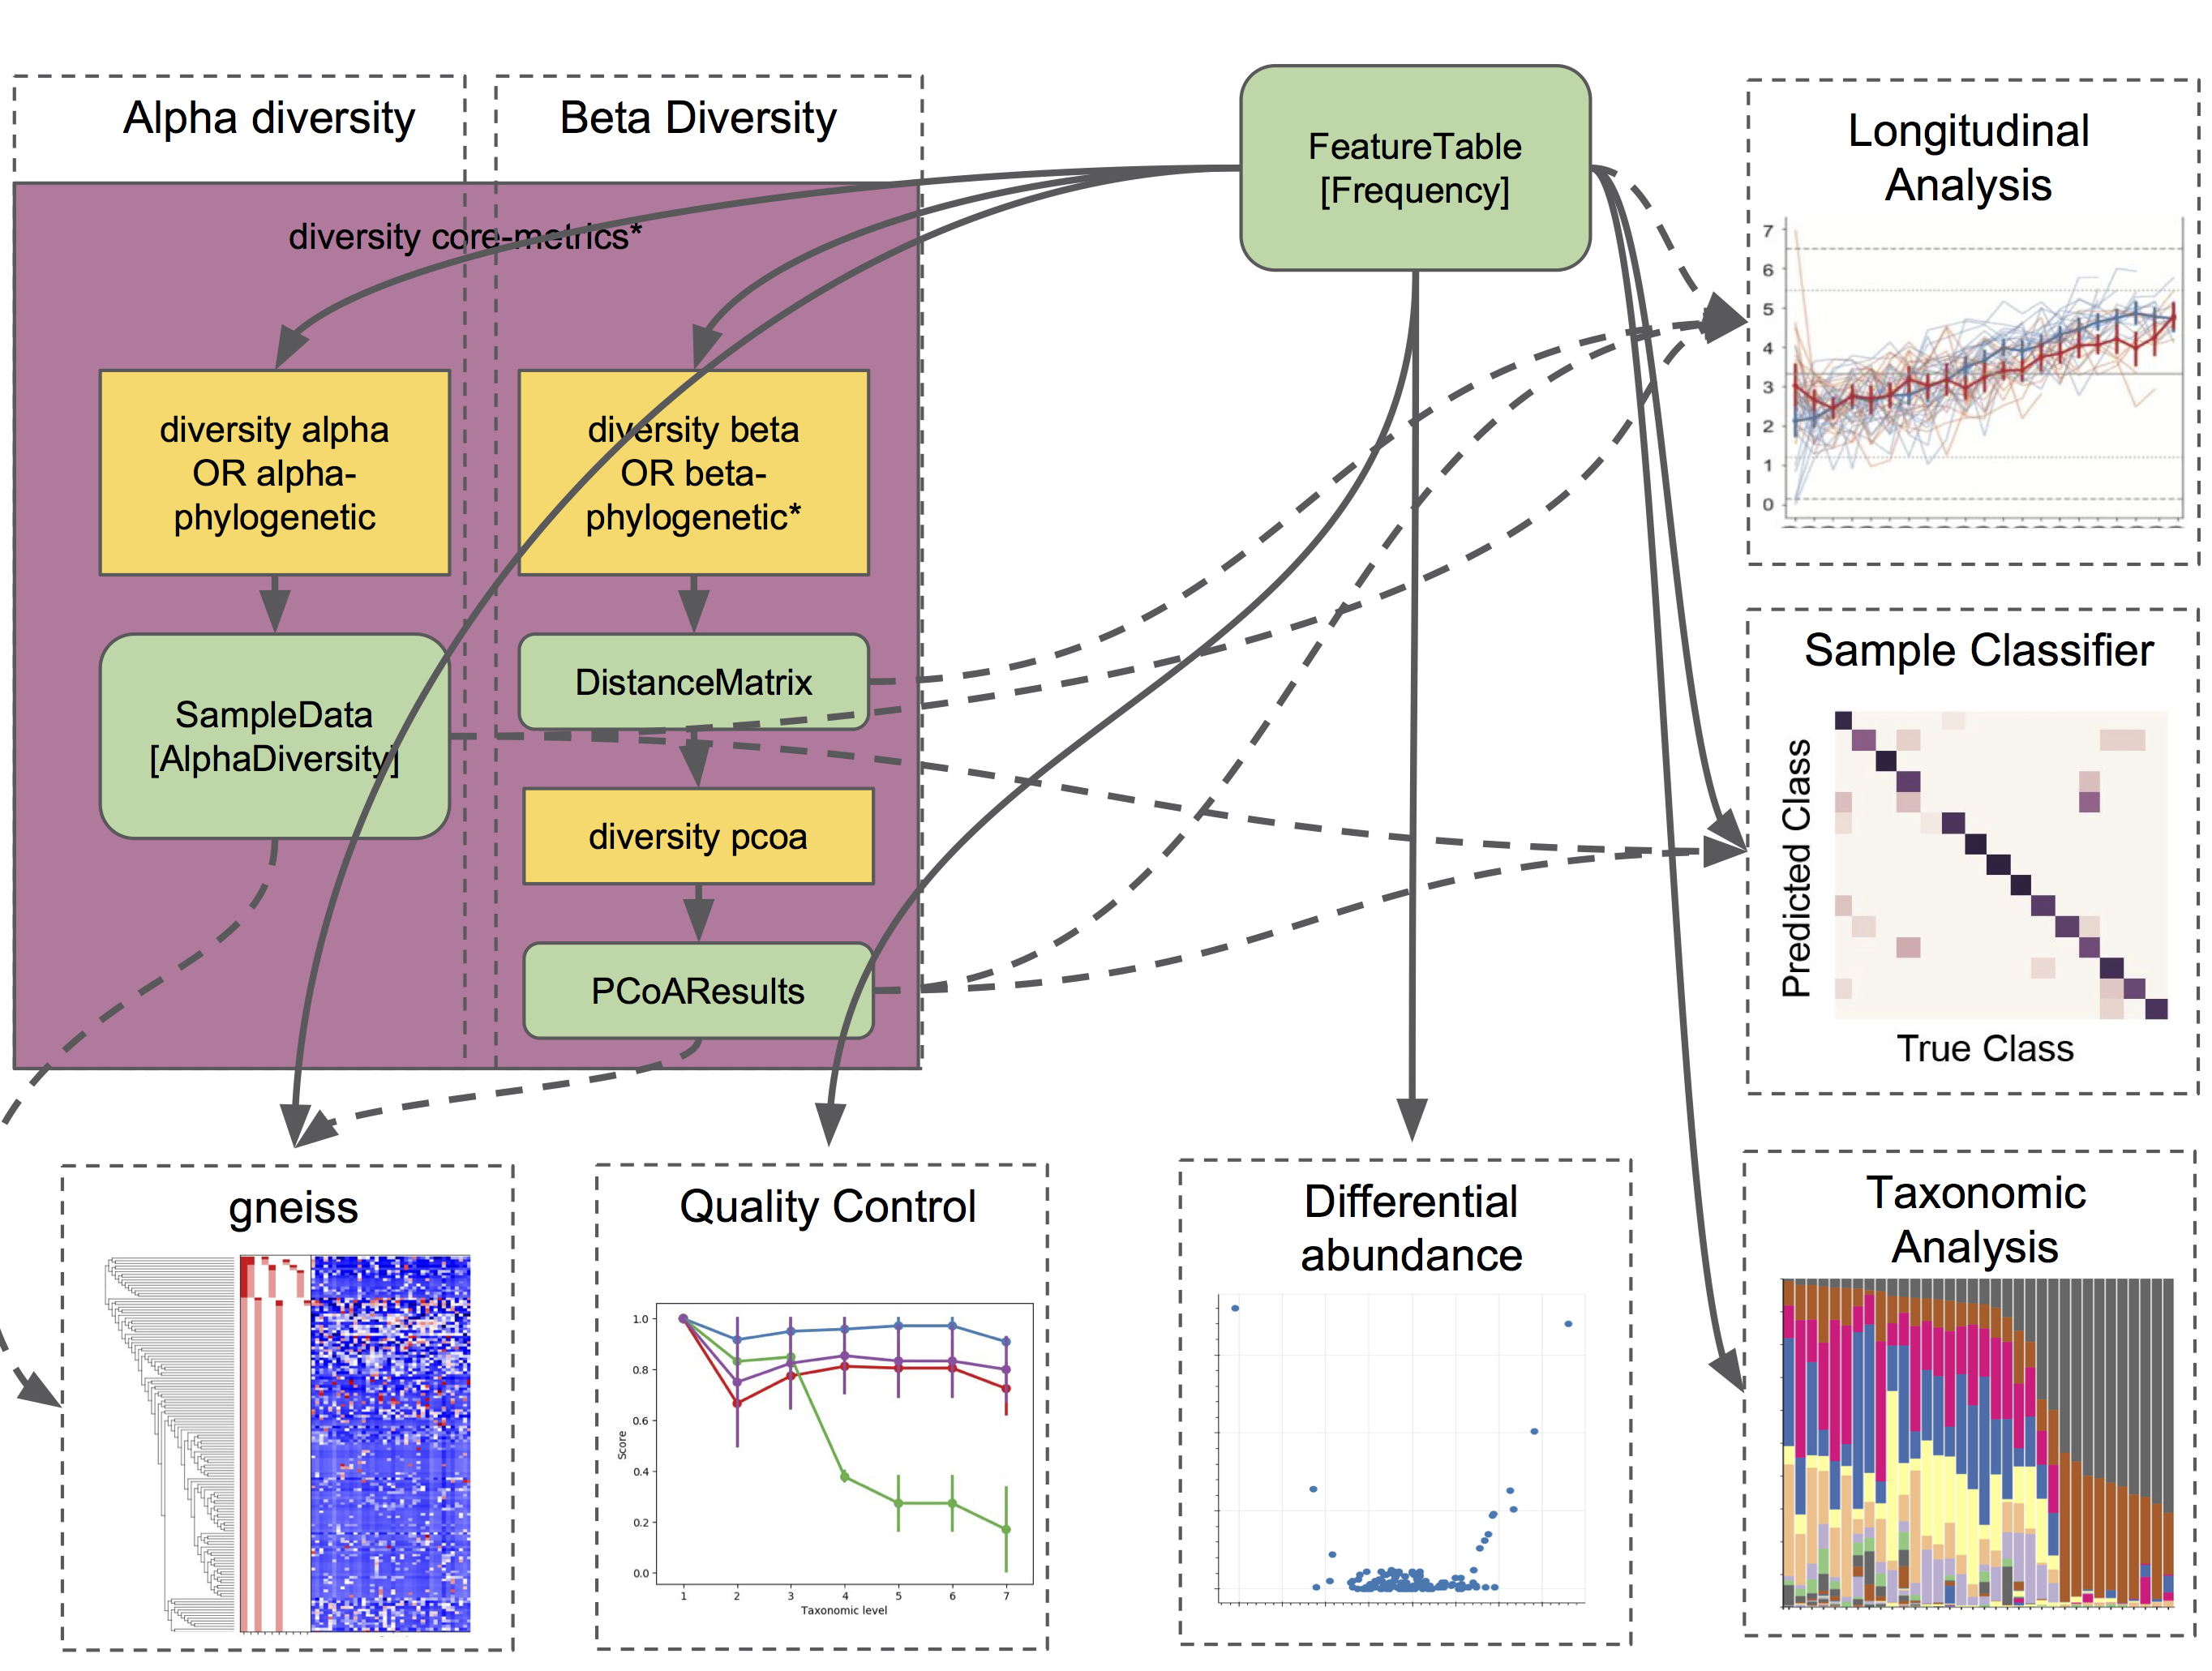 Alpha diversity
Beta Diversity
diversity core-metrics*
diversity alpha
OR alpha-
phylogenetic
diversity beta
OR beta-
phylogenetic*
SampleData
[AlphaDiversity]
DistanceMatrix
diversity pcoa
PCoAResults
FeatureTable
[Frequency]
Longitudinal
Analysis
7
6
5
4
3
2
1
0
Sample Classifier
Predicted Class
True Class
gneiss
Quality Control
1.0
0.8
0.6
0.4
0.2
0.0
Score
1 2 3 4 5 6 7
Taxonomic level
Differential
abundance
Taxonomic
Analysis